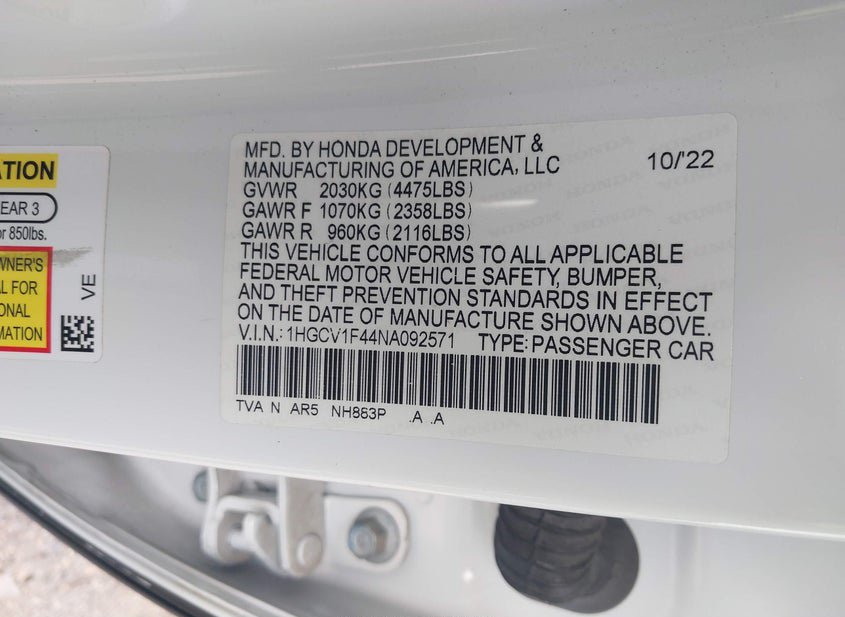 ATION
EAR 3
or 850lbs.
WNER'S
AL FOR
ONAL
MATION
VE
MFD. BY HONDA DEVELOPMENT &
MANUFACTURING OF AMERICA, LLC 10/'22
GVWR 2030KG (4475LBS)
GAWR F 1070KG (2358LBS)
GAWR R 960KG (2116LBS)
THIS VEHICLE CONFORMS TO ALL APPLICABLE
FEDERAL MOTOR VEHICLE SAFETY, BUMPER,
AND THEFT PREVENTION STANDARDS IN EFFECT
ON THE DATE OF MANUFACTURE SHOWN ABOVE.
V.I.N.: 1HGCV1F44NA092571 TYPE: PASSENGER CAR
TVA N AR5 NH883P .A .A